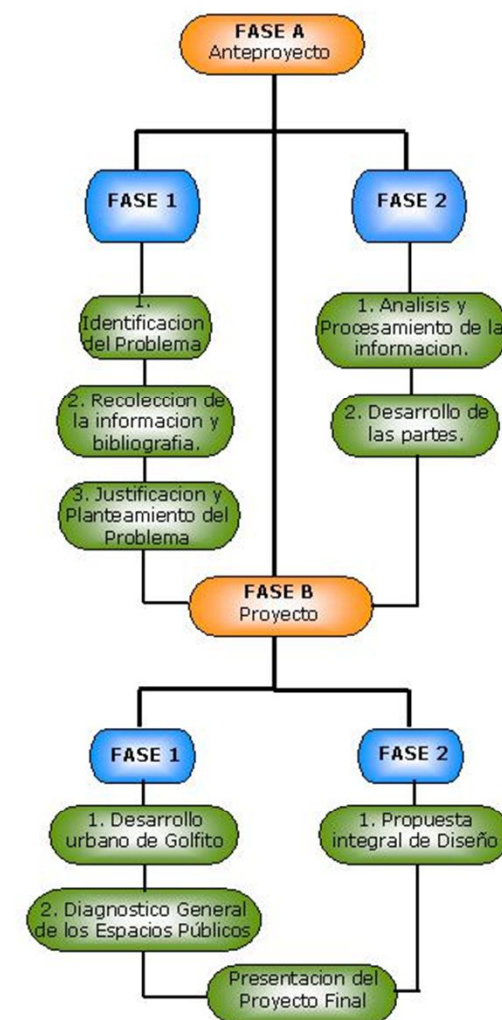 FASE A
Anteproyecto
FASE 1
1.
Identificacion
del Problema
2. Recoleccion de
la informacion y
bibliografia.
3. Justificacion y
Planteamiento del
Problema
FASE 2
1. Analisis y
Procesamiento de la
informacion.
2. Desarrollo de
las partes.
FASE B
Proyecto
FASE 1
1. Desarrollo
urbano de Golfito
2. Diagnostico General
de los Espacios Públicos
FASE 2
1. Propuesta
integral de Diseño
Presentacion del
Proyecto Final